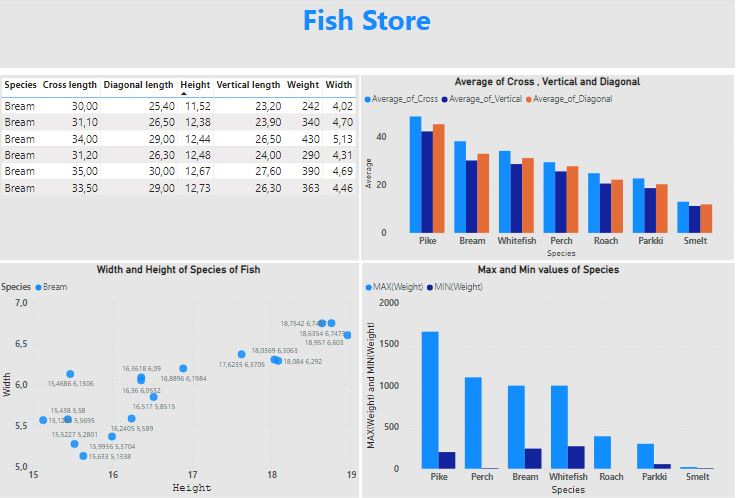 Fish Store
Species Cross length Diagonal length Height Vertical length Weight Width
Bream 30,00 25,40 11,52 23,20 242 4,02
Bream 31,10 26,50 12,38 23,90 340 4,70
Bream 34,00 29,00 12,44 26,50 430 5,13
Bream 31,20 26,30 12,48 24,00 290 4,31
Bream 35,00 30,00 12,67 27,60 390 4,69
Bream 33,50 29,00 12,73 26,30 363 4,46
Average of Cross , Vertical and Diagonal
Average_of_Cross Average_of_Vertical Average_of_Diagonal
Average
40
20
0
Pike Bream Whitefish Perch Roach Parkki Smelt
Species
Width and Height of Species of Fish
Species Bream
Width
7,0
6,5
6,0
5,5
5,0
18,7542
18,6354 6,7473
18,957 6,603
18,0369 6,3063
17,6235 6,3705
18,084 6,292
16,3618 6,09
16,8896 6,1984
15,4686 6,1306
16,36 6,0532
16,517 5,8515
15,438 5,58
5,5695
16,2405 5,589
15,5227 5,2801
15,9936 5,3704
15,633 5,1338
15 16 17 18 19
Height
Max and Min values of Species
MAX(Weight) MIN(Weight)
MAX(Weight) and MIN(Weight)
2000
1500
1000
500
0
Pike Perch Bream Whitefish Roach Parkki Smelt
Species